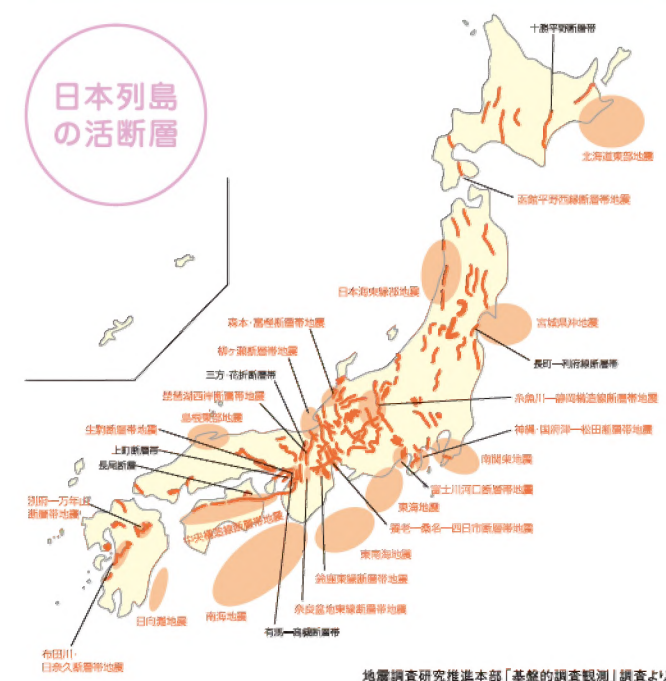 日本列島
の活断層
十勝平野断層帯
北海道東部地震
函館平野西縁断層帯地震
日本海東縁部地震
宮城県沖地震
森本・富樫断層帯地震
柳ヶ瀬断層帯地震
長町―利府線断層帯
三方・花折断層帯
琵琶湖西岸断層帯地震
糸魚川―静岡構造線断層帯地震
島根東部地震
生駒断層帯地震
神縄・国府津―松田断層帯地震
上町断層帯
南関東地震
長尾断層
富士川河口断層帯地震
別府―万年山
断層帯地震
東海地震
中央構造線断層帯地震
養老―桑名―四日市断層帯地震
東南海地震
鈴鹿東縁断層帯地震
奈良盆地東縁断層帯地震
南海地震
日向灘地震
有馬―高槻断層帯
布田川・
日奈久断層帯地震
地震調査研究推進本部「基盤的調査観測」調査より